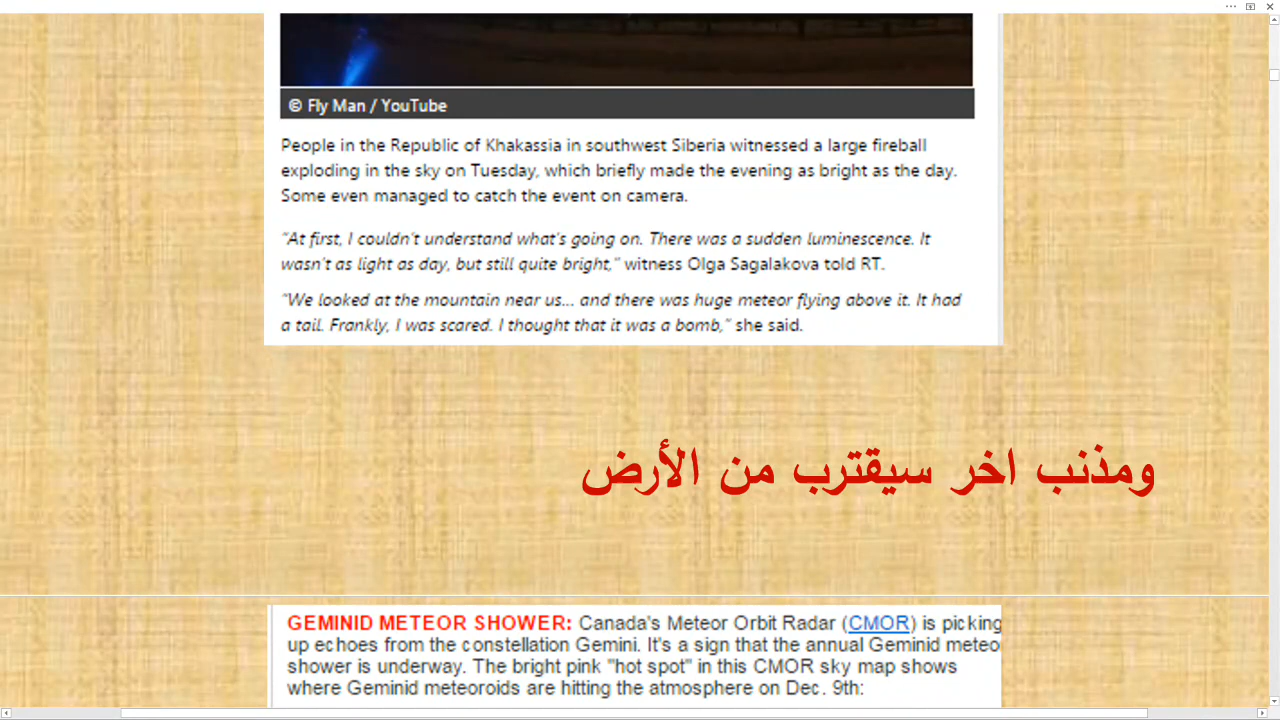 © Fly Man / YouTube
People in the Republic of Khakassia in southwest Siberia witnessed a large fireball
exploding in the sky on Tuesday, which briefly made the evening as bright as the day.
Some even managed to catch the event on camera.
“At first, I couldn’t understand what’s going on. There was a sudden luminescence. It
wasn’t as light as day, but still quite bright,” witness Olga Sagalakova told RT.
“We looked at the mountain near us… and there was huge meteor flying above it. It had
a tail. Frankly, I was scared. I thought that it was a bomb,” she said.
ومذنب اخر سيقترب من الأرض
GEMINID METEOR SHOWER: Canada's Meteor Orbit Radar (CMOR) is picking
up echoes from the constellation Gemini. It's a sign that the annual Geminid meteo
shower is underway. The bright pink "hot spot" in this CMOR sky map shows
where Geminid meteoroids are hitting the atmosphere on Dec. 9th: